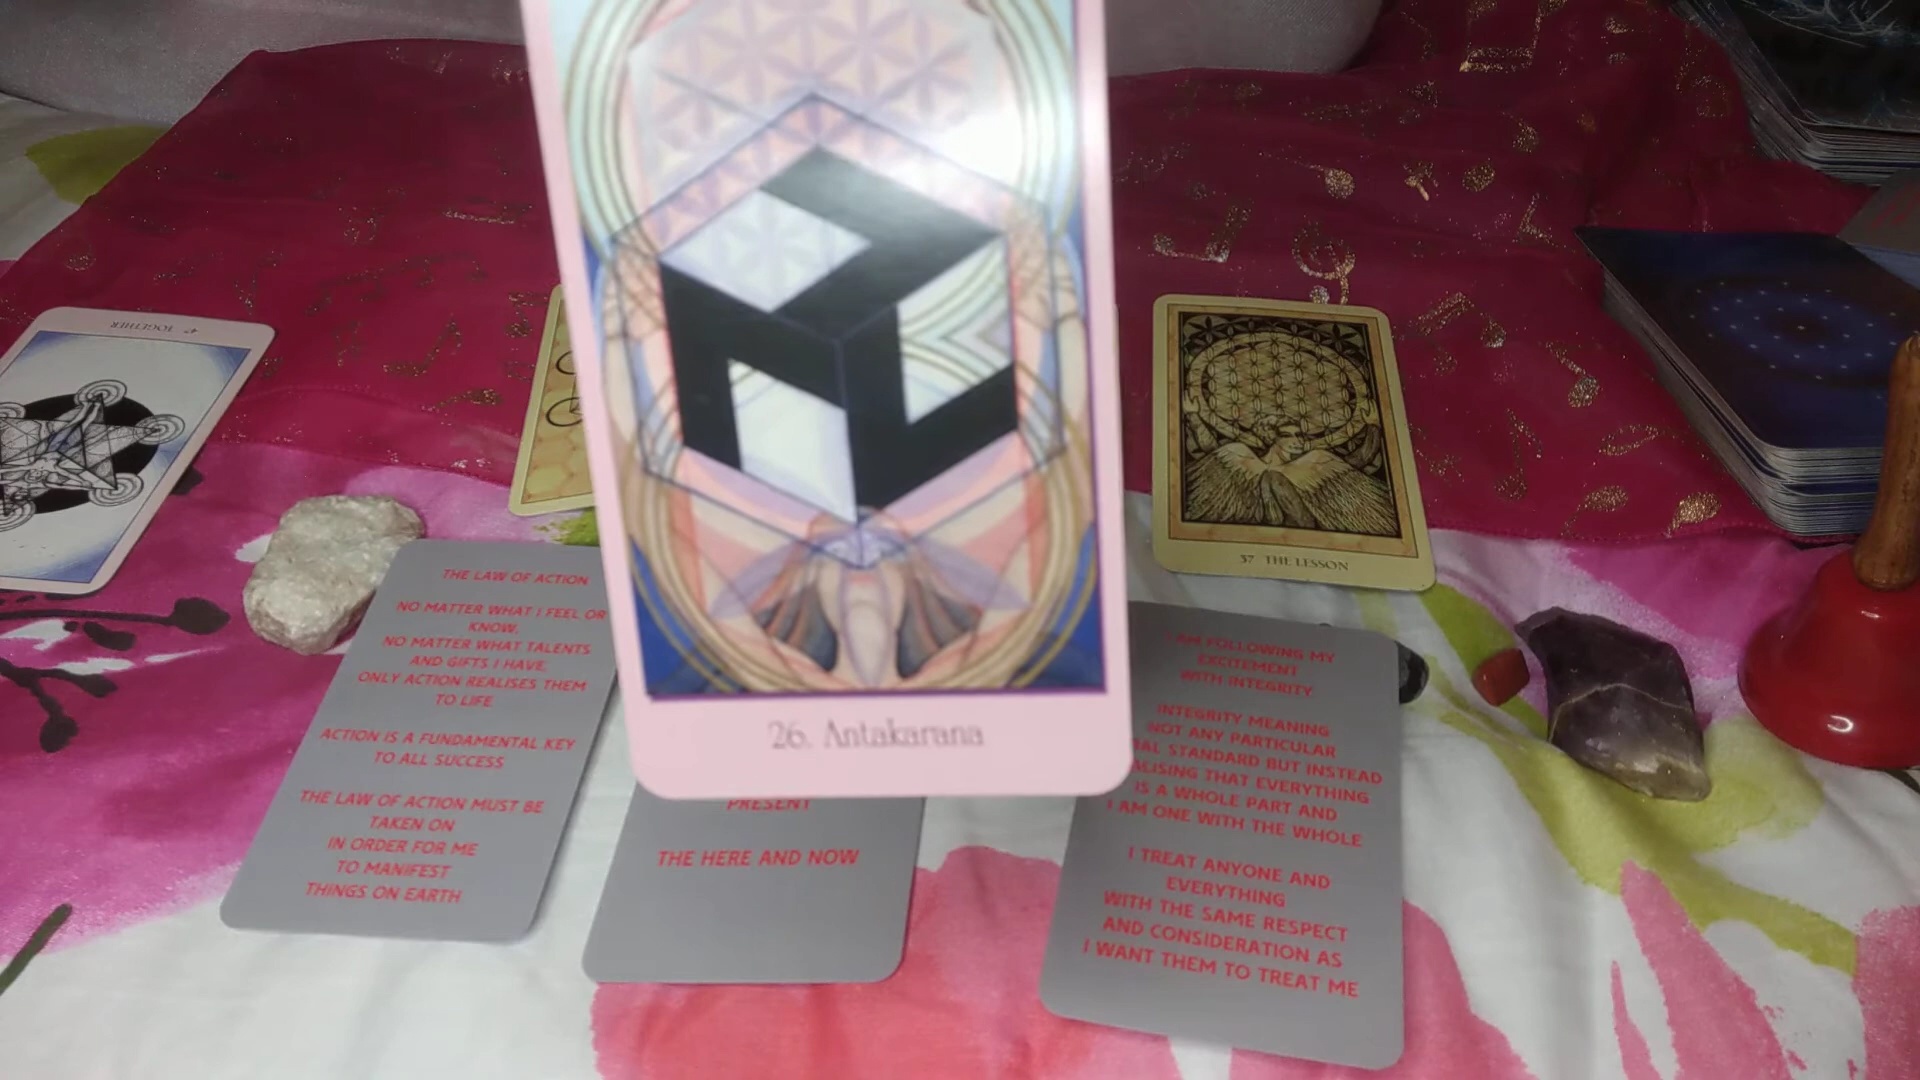 47 TOGETHER
37 THE LESSON
26. Antakarana
THE LAW OF ACTION
NO MATTER WHAT I FEEL OR
KNOW,
NO MATTER WHAT TALENTS
AND GIFTS I HAVE
ONLY ACTION REALISES THEM
TO LIFE
ACTION IS A FUNDAMENTAL KEY
TO ALL SUCCESS
THE LAW OF ACTION MUST BE
TAKEN ON
IN ORDER FOR ME
TO MANIFEST
THINGS ON EARTH
PRESENT
THE HERE AND NOW
I AM FOLLOWING MY
EXCITEMENT
WITH INTEGRITY
INTEGRITY MEANING
NOT ANY PARTICULAR
STANDARD BUT INSTEAD
THAT EVERYTHING
IS A WHOLE PART AND
I AM ONE WITH THE WHOLE
I TREAT ANYONE AND
EVERYTHING
WITH THE SAME RESPECT
AND CONSIDERATION AS
I WANT THEM TO TREAT ME